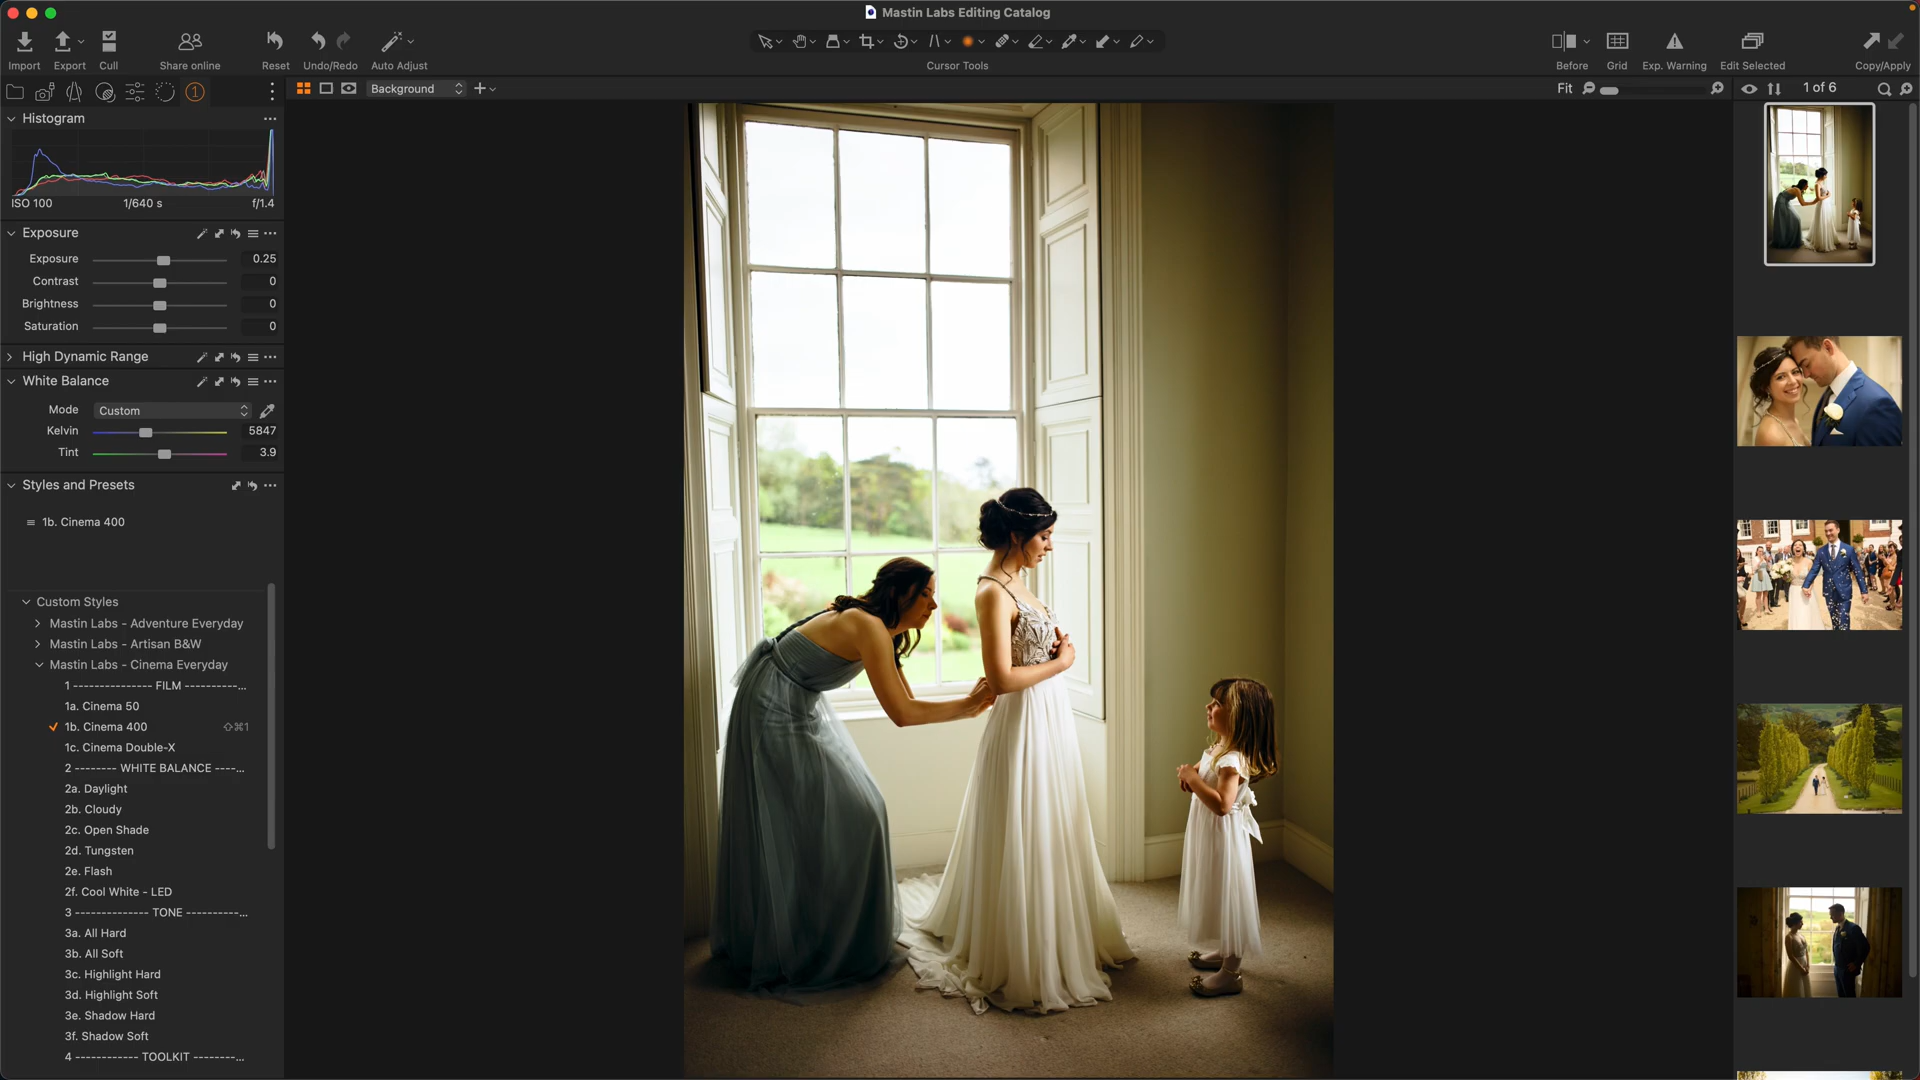 Mastin Labs Editing Catalog
Import
Export
Cull
Share online
Reset
Undo/Redo
Auto Adjust
Cursor Tools
Before
Grid
Exp. Warning
Edit Selected
Copy/Apply
1
Background
Fit
1 of 6
Histogram
ISO 100
1/640 s
f/1.4
Exposure
Exposure 0.25
Contrast 0
Brightness 0
Saturation 0
High Dynamic Range
White Balance
Mode Custom
Kelvin 5847
Tint 3.9
Styles and Presets
1b. Cinema 400
Custom Styles
Mastin Labs - Adventure Everyday
Mastin Labs - Artisan B&W
Mastin Labs - Cinema Everyday
1 --------------- FILM ----------...
1a. Cinema 50
1b. Cinema 400 ⇧⌘1
1c. Cinema Double-X
2 -------- WHITE BALANCE ----...
2a. Daylight
2b. Cloudy
2c. Open Shade
2d. Tungsten
2e. Flash
2f. Cool White - LED
3 -------------- TONE ----------...
3a. All Hard
3b. All Soft
3c. Highlight Hard
3d. Highlight Soft
3e. Shadow Hard
3f. Shadow Soft
4 ------------ TOOLKIT --------...